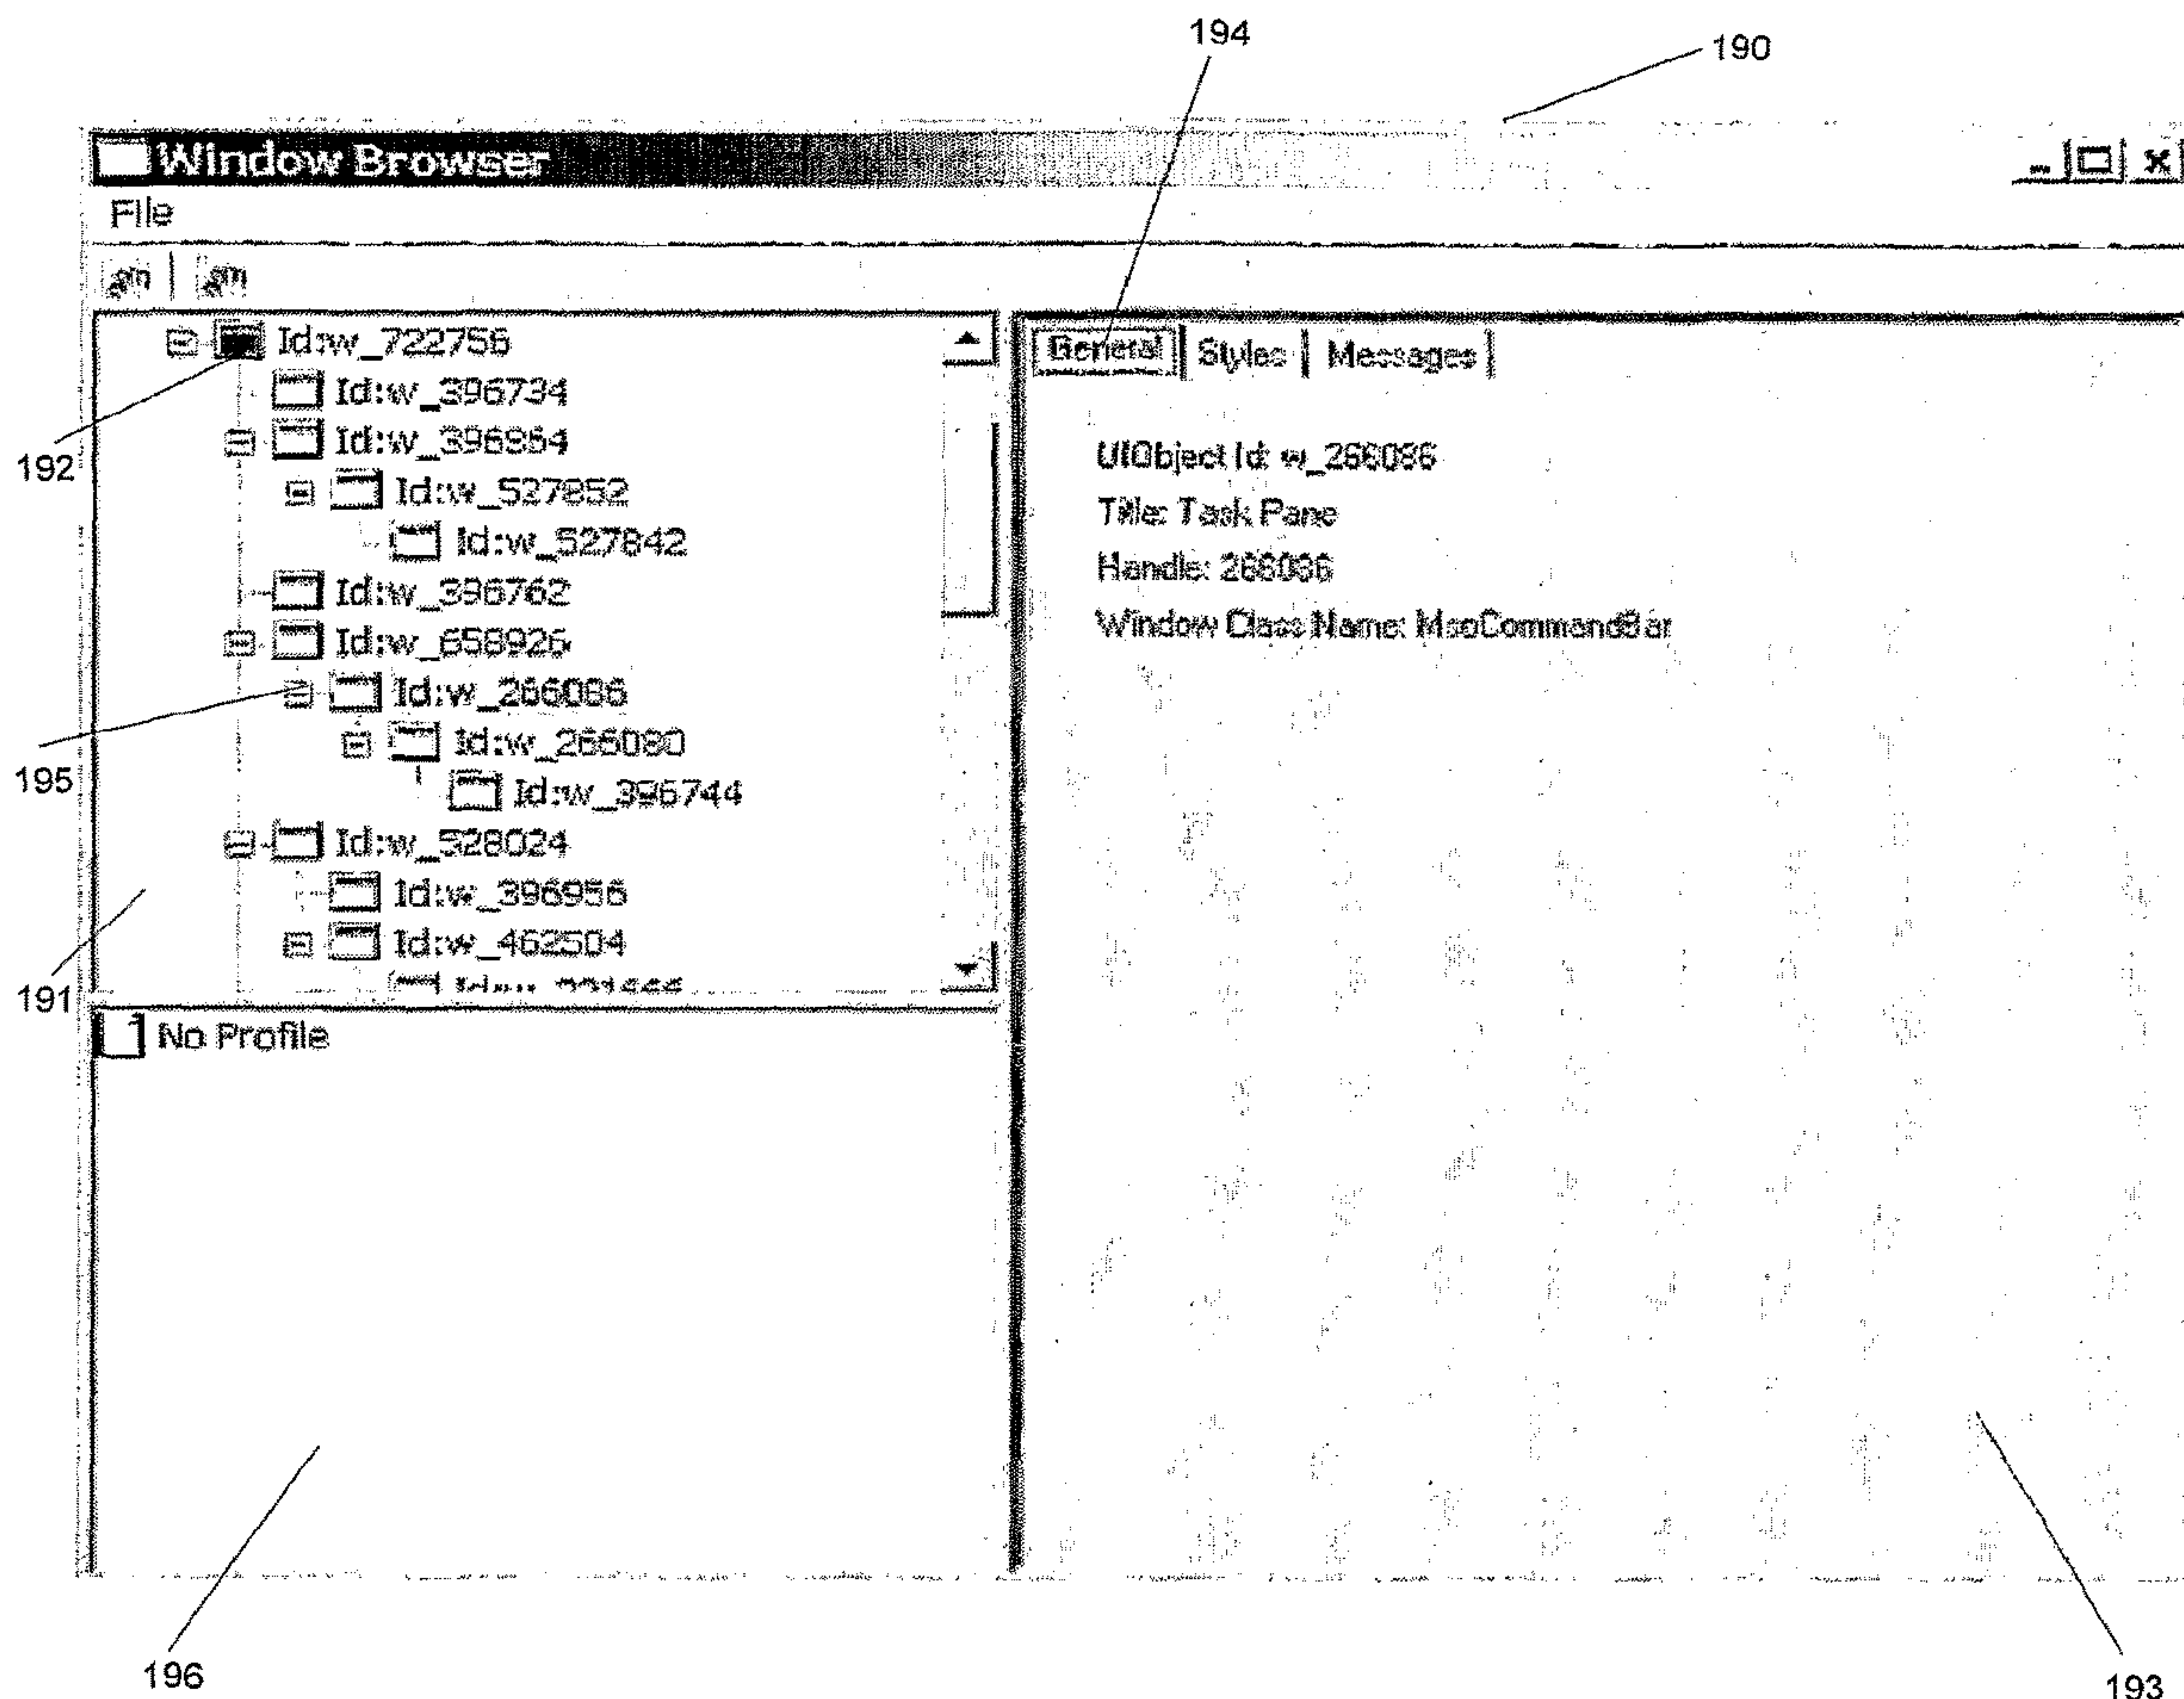 194
190
Window Browser
File
Id:w_722756
Id:w_396734
Id:w_396964
Id:w_527852
Id:w_527842
Id:w_396762
Id:w_658926
Id:w_266086
Id:w_266080
Id:w_396744
Id:w_528024
Id:w_396956
Id:w_462504
No Profile
General Styles Messages
UIObject Id: w_266086
Title: Task Pane
Handle: 266086
Window Class Name: MsoCommandBar
192
195
191
196
193